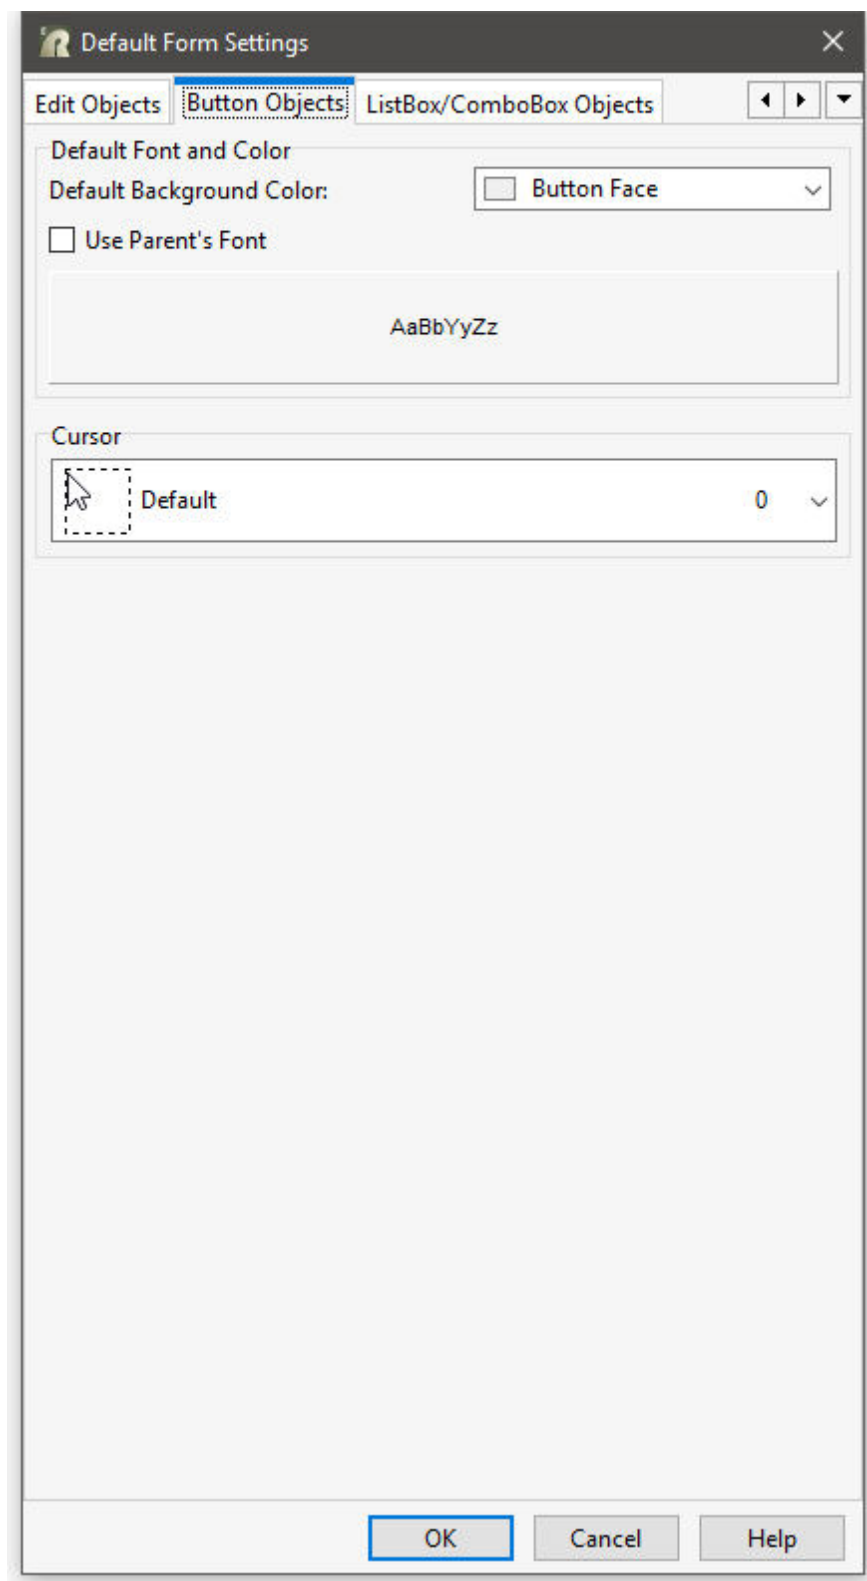 Default Form Settings
Edit Objects Button Objects ListBox/ComboBox Objects
Default Font and Color
Default Background Color: Button Face
Use Parent's Font
AaBbYyZz
Cursor
Default 0
OK Cancel Help